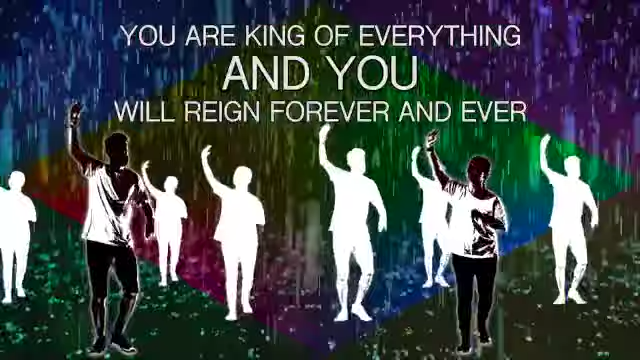 YOU ARE KING OF EVERYTHING
AND YOU
WILL REIGN FOREVER AND EVER